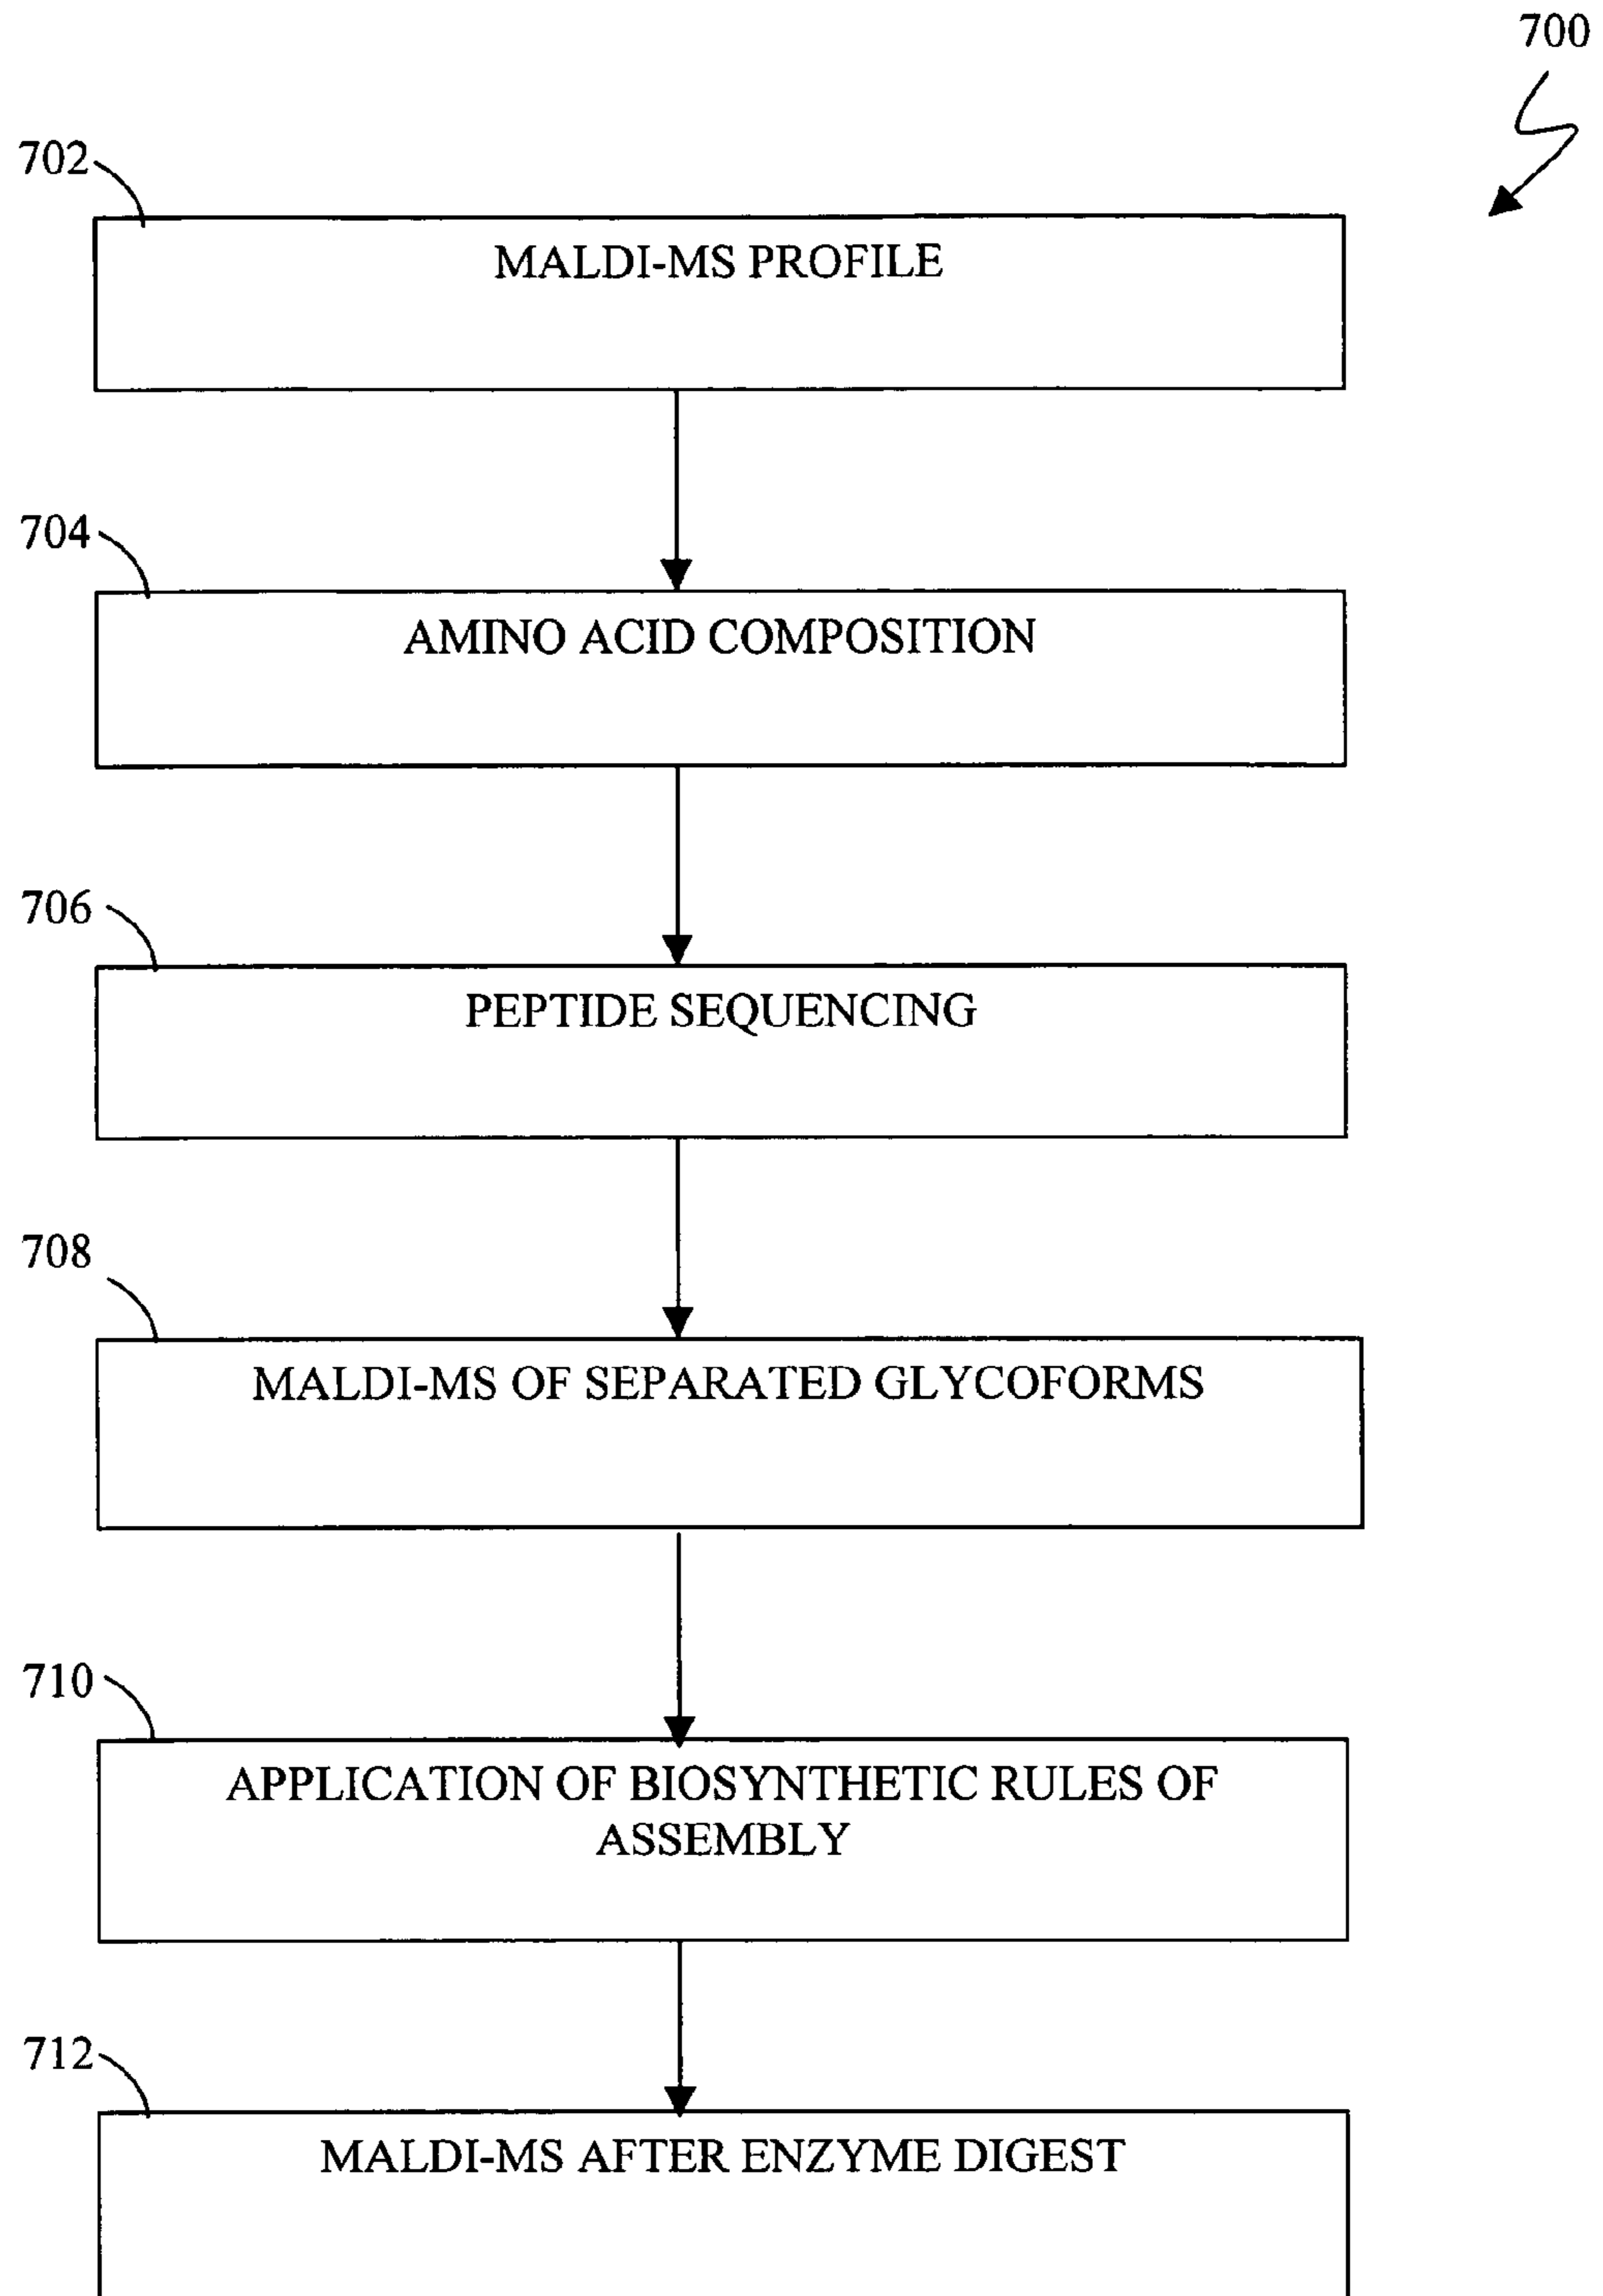 700
702
MALDI-MS PROFILE
704
AMINO ACID COMPOSITION
706
PEPTIDE SEQUENCING
708
MALDI-MS OF SEPARATED GLYCOFORMS
710
APPLICATION OF BIOSYNTHETIC RULES OF
ASSEMBLY
712
MALDI-MS AFTER ENZYME DIGEST